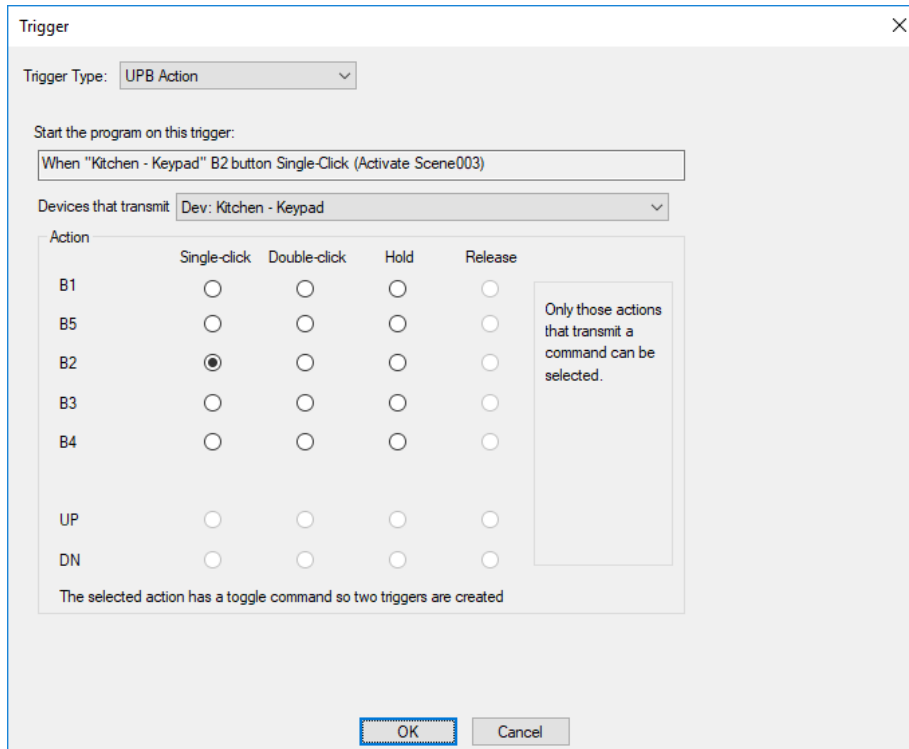 Trigger
Trigger Type: UPB Action
Start the program on this trigger:
When "Kitchen - Keypad" B2 button Single-Click (Activate Scene003)
Devices that transmit Dev: Kitchen - Keypad
Action
Single-click Double-click Hold Release
B1
B5
B2
B3
B4
UP
DN
Only those actions
that transmit a
command can be
selected.
The selected action has a toggle command so two triggers are created
OK Cancel